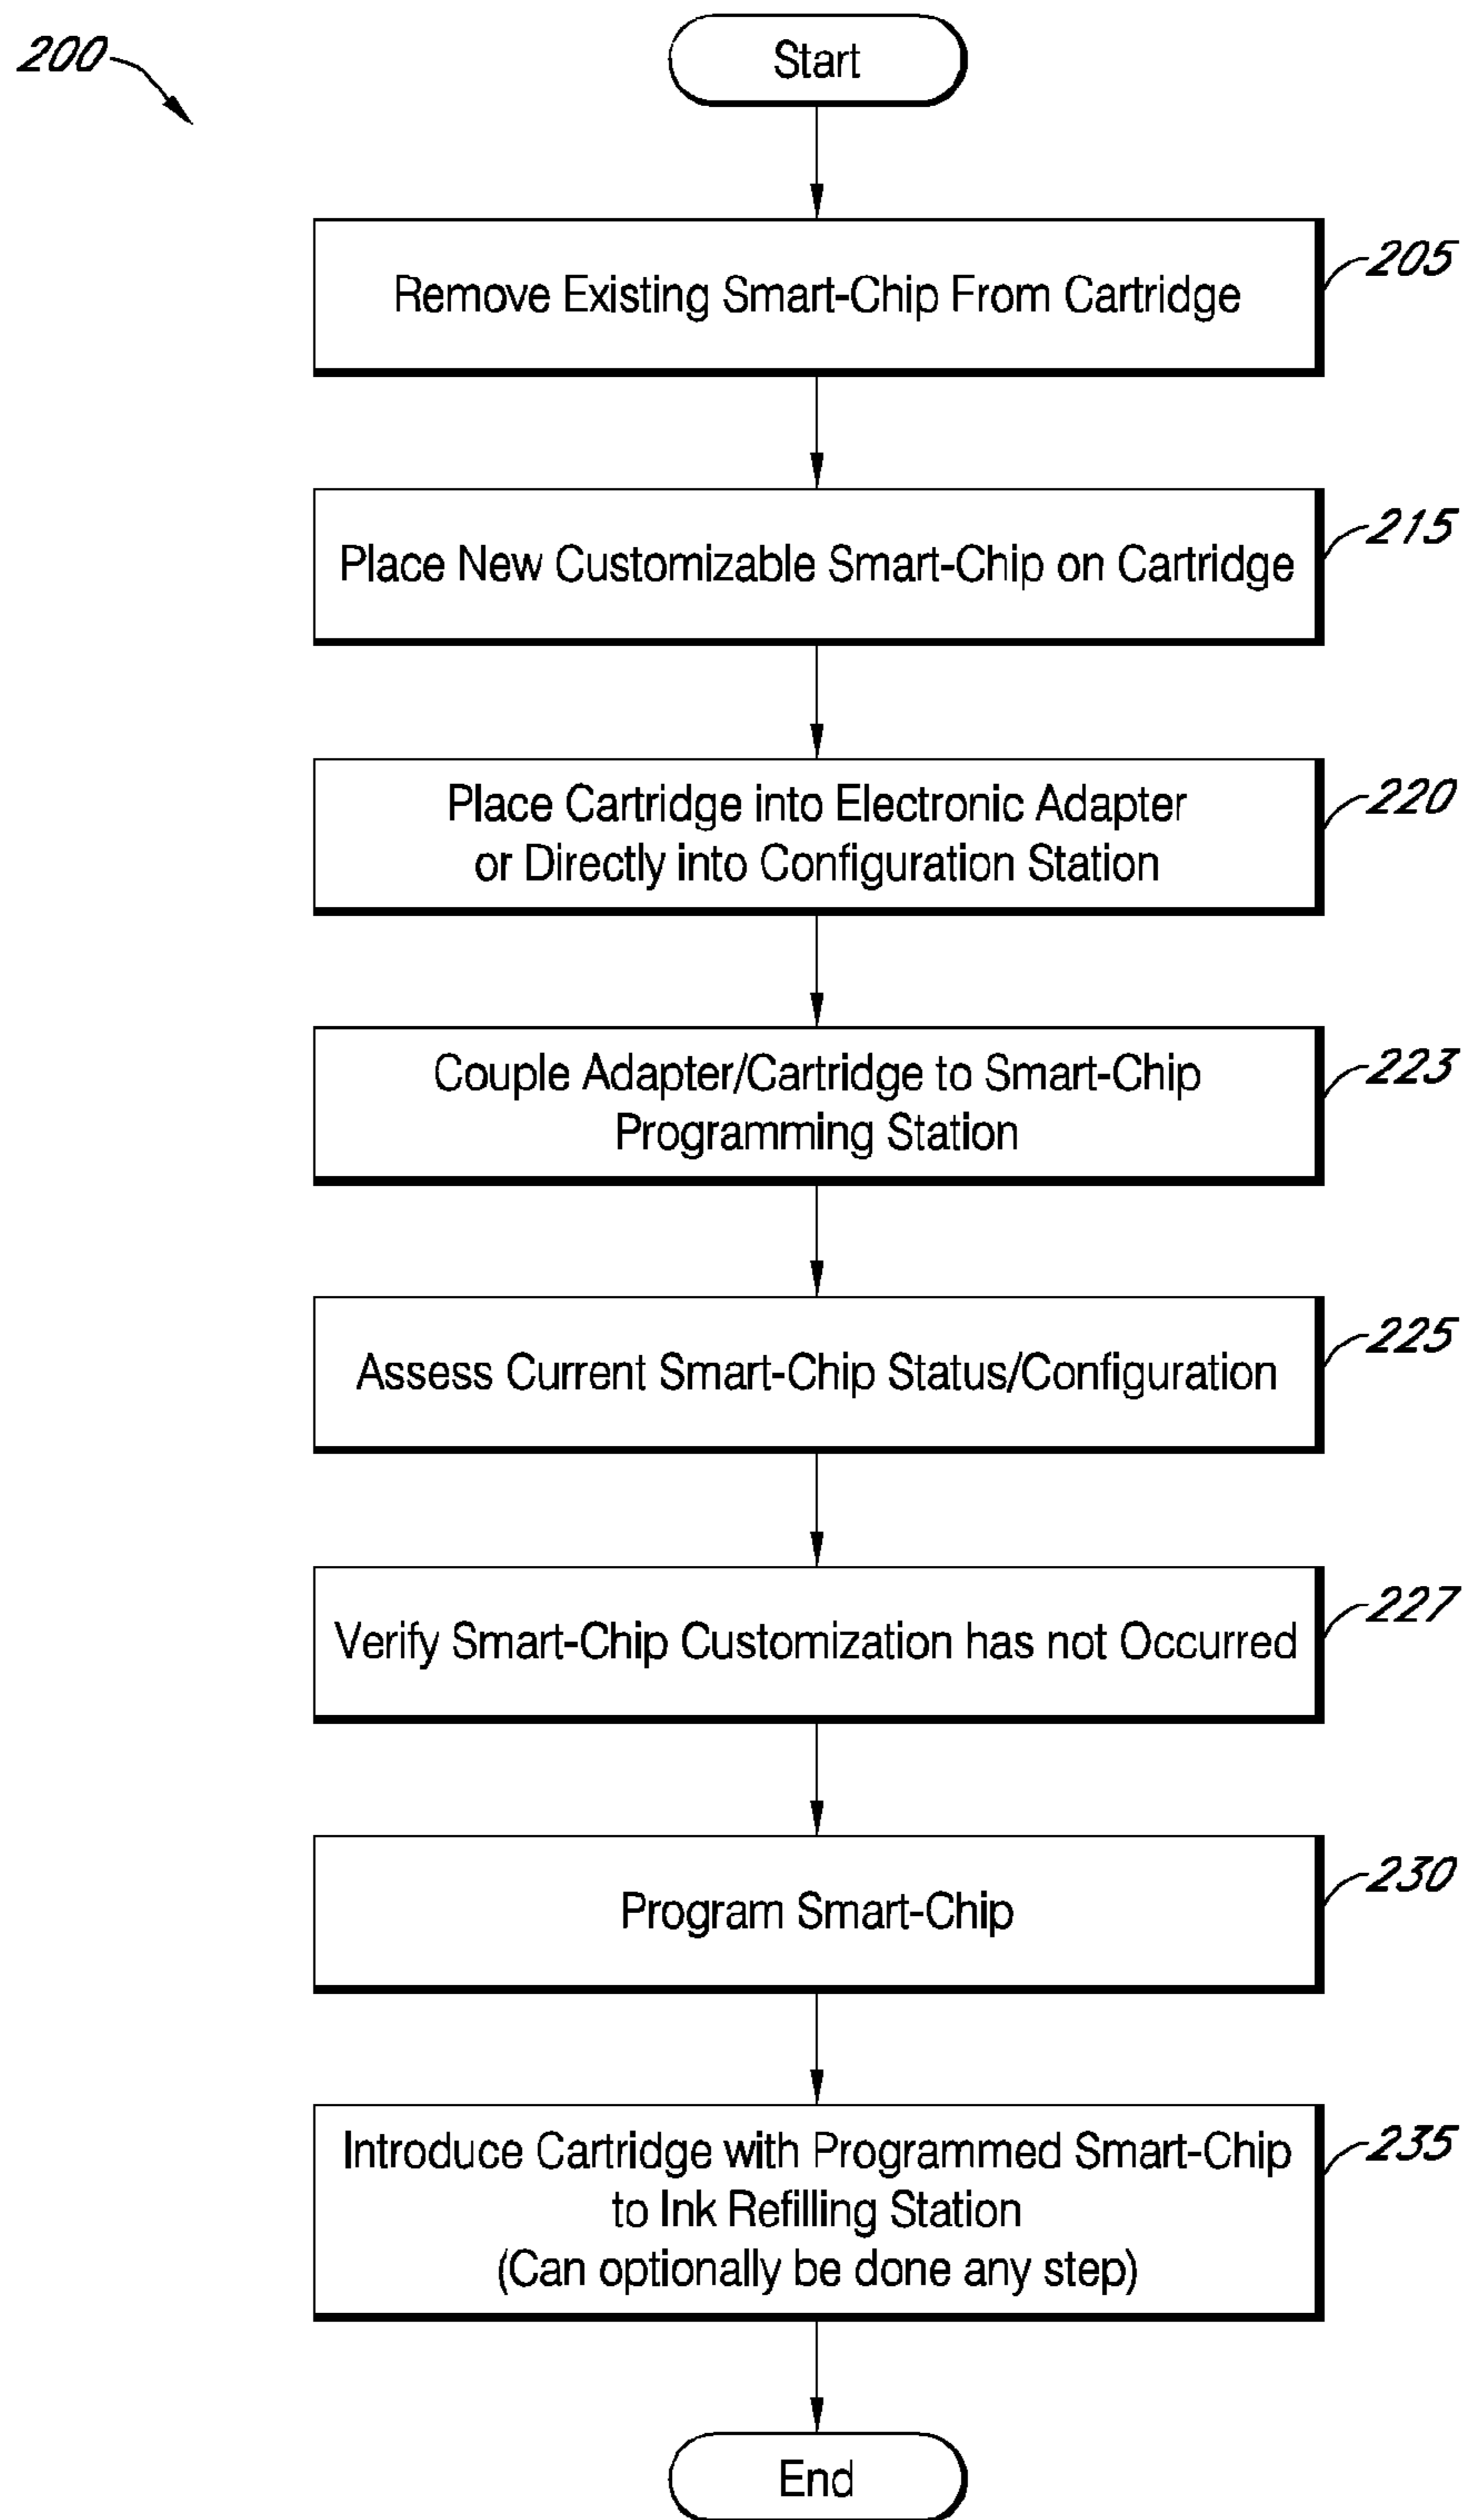 200
Start
Remove Existing Smart-Chip From Cartridge
205
Place New Customizable Smart-Chip on Cartridge
215
Place Cartridge into Electronic Adapter
or Directly into Configuration Station
220
Couple Adapter/Cartridge to Smart-Chip
Programming Station
223
Assess Current Smart-Chip Status/Configuration
225
Verify Smart-Chip Customization has not Occurred
227
Program Smart-Chip
230
Introduce Cartridge with Programmed Smart-Chip
to Ink Refilling Station
(Can optionally be done any step)
235
End